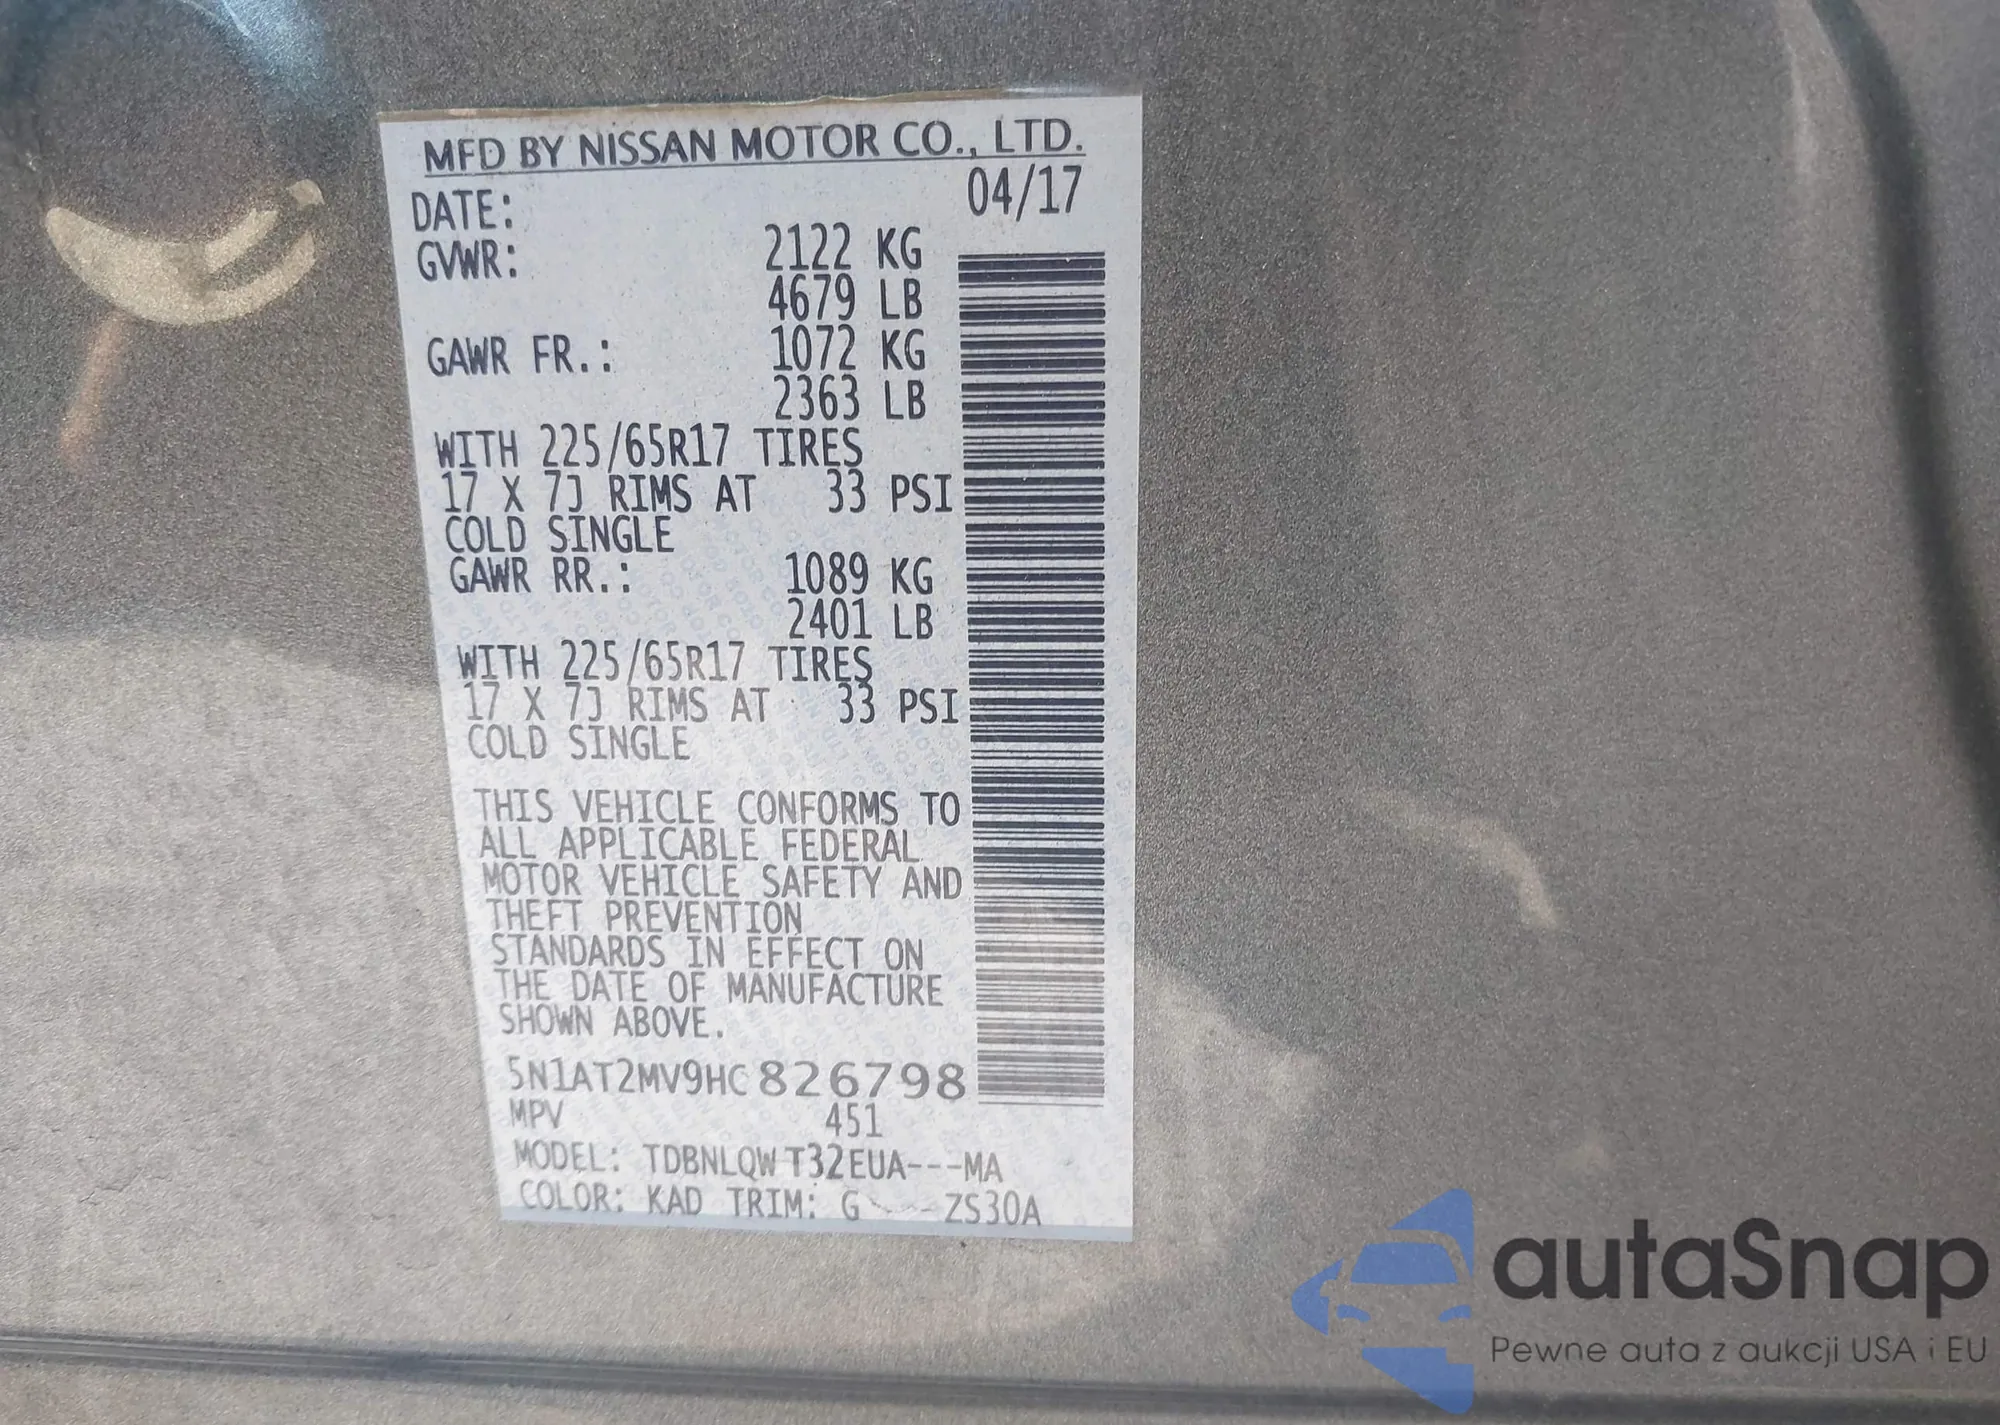 MFD BY NISSAN MOTOR CO., LTD.
DATE: 04/17
GVWR: 2122 KG
4679 LB
GAWR FR.: 1072 KG
2363 LB
WITH 225/65R17 TIRES
17 X 7J RIMS AT 33 PSI
COLD SINGLE
GAWR RR.: 1089 KG
2401 LB
WITH 225/65R17 TIRES
17 X 7J RIMS AT 33 PSI
COLD SINGLE
THIS VEHICLE CONFORMS TO
ALL APPLICABLE FEDERAL
MOTOR VEHICLE SAFETY AND
THEFT PREVENTION
STANDARDS IN EFFECT ON
THE DATE OF MANUFACTURE
SHOWN ABOVE.
5N1AT2MV9HC826798
MPV 451
MODEL: TDBNLQWT32EUA---MA
COLOR: KAD TRIM: G ZS30A
autaSnap
Pewne auta z aukcji USA i EU